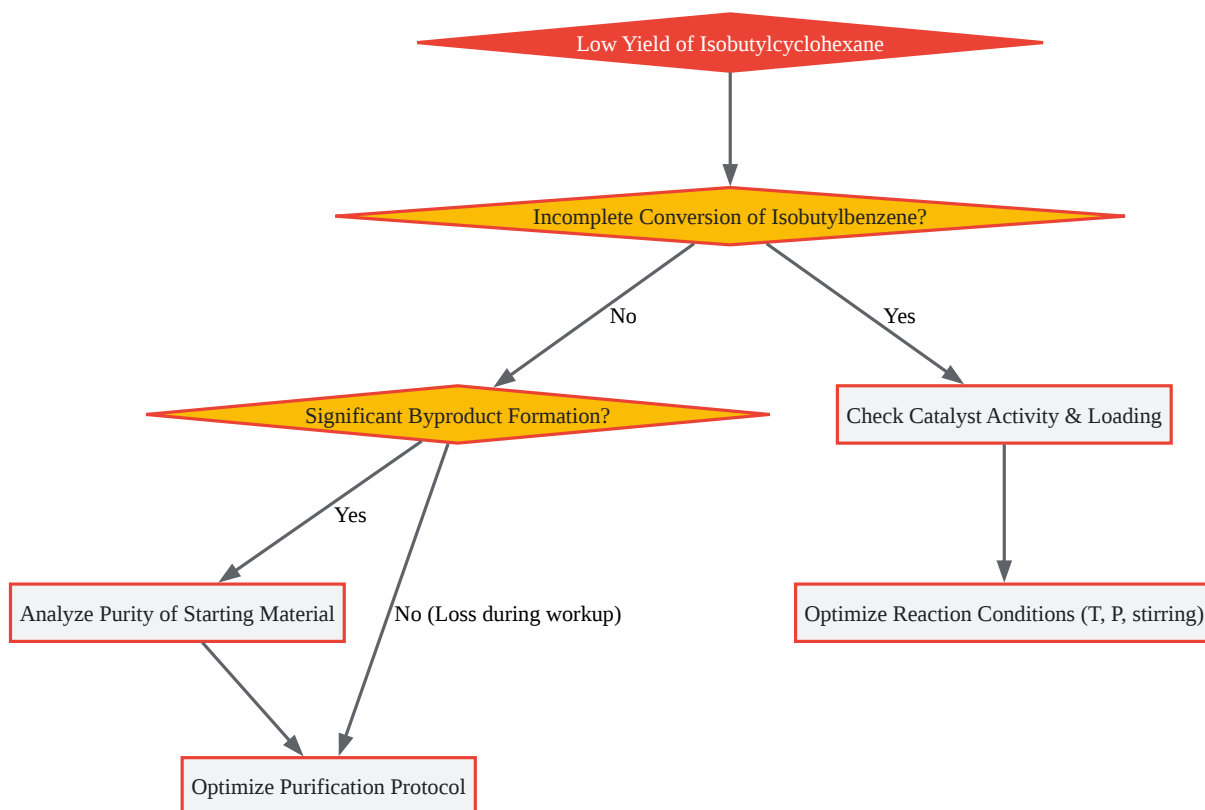 Low Yield of Isobutylcyclohexane
Incomplete Conversion of Isobutylbenzene?
No
Yes
Significant Byproduct Formation?
Check Catalyst Activity & Loading
Yes
Analyze Purity of Starting Material
No (Loss during workup)
Optimize Reaction Conditions (T, P, stirring)
Optimize Purification Protocol